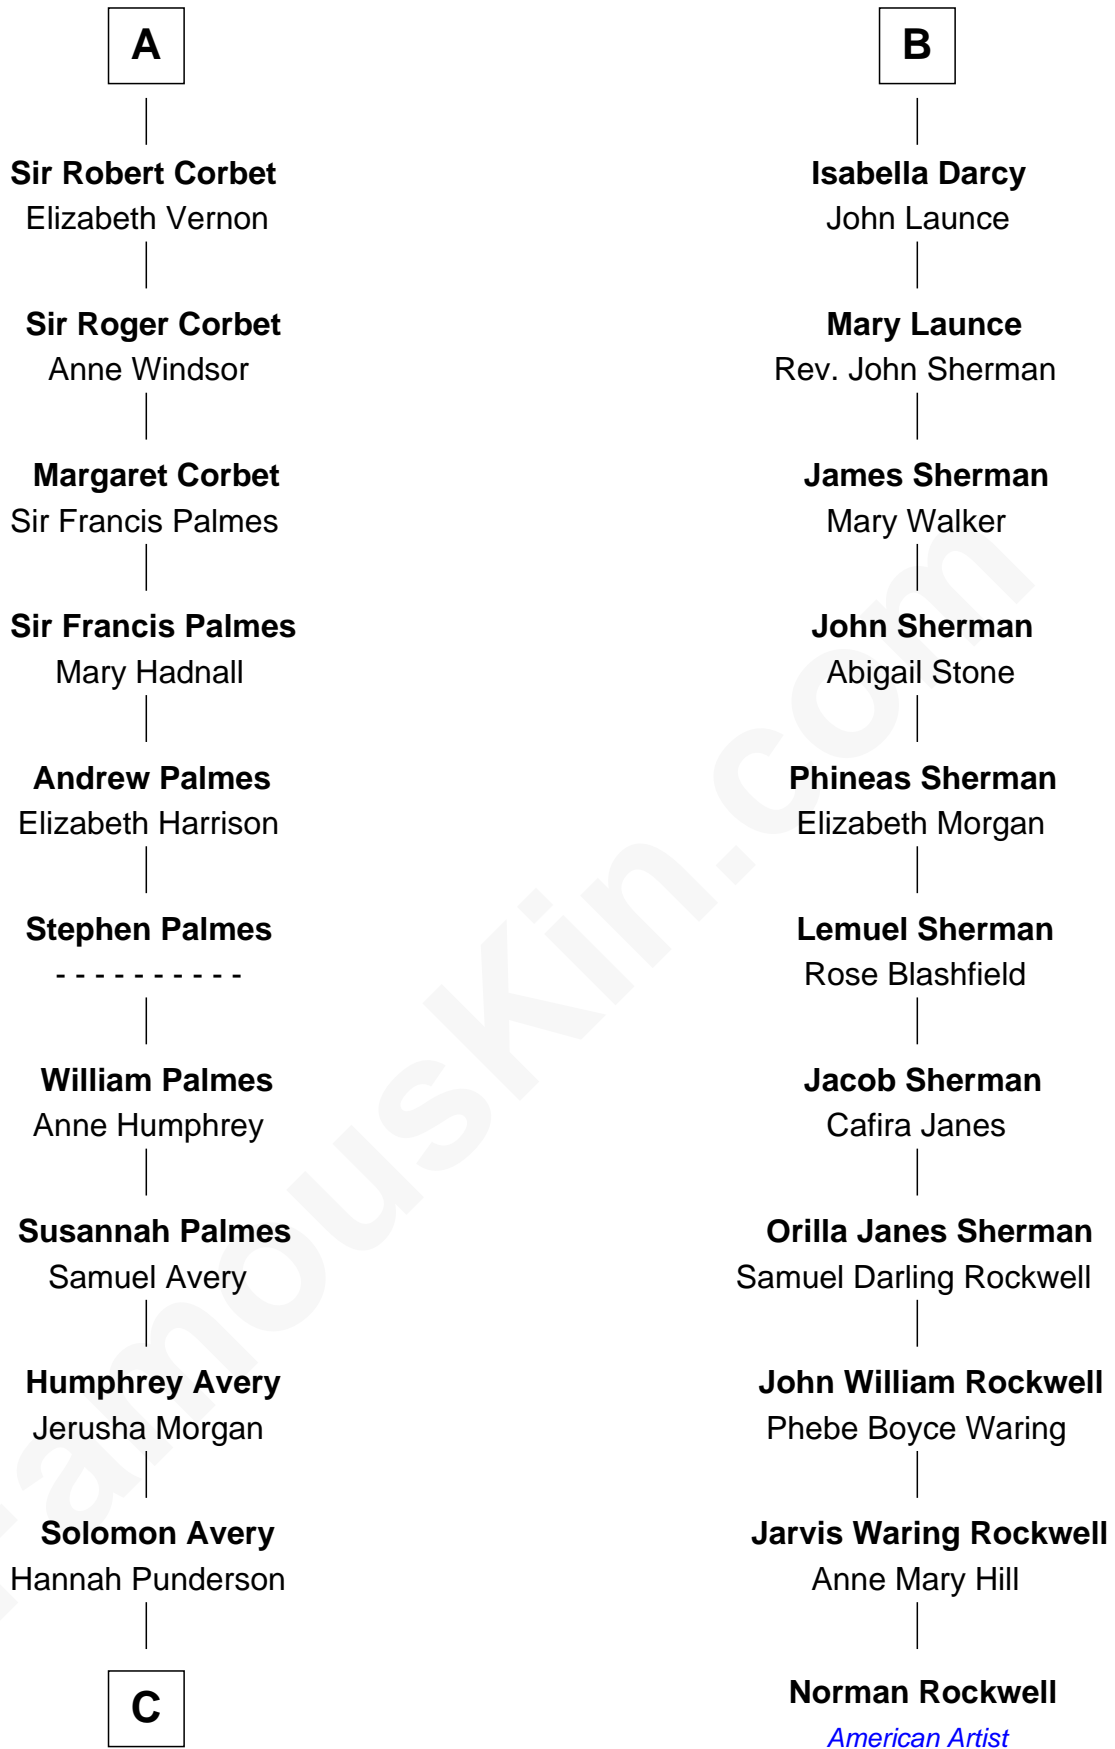 A
Sir Robert Corbet
Elizabeth Vernon
Sir Roger Corbet
Anne Windsor
Margaret Corbet
Sir Francis Palmes
Sir Francis Palmes
Mary Hadnall
Andrew Palmes
Elizabeth Harrison
Stephen Palmes
- - - - - - - - - -
William Palmes
Anne Humphrey
Susannah Palmes
Samuel Avery
Humphrey Avery
Jerusha Morgan
Solomon Avery
Hannah Punderson
C
B
Isabella Darcy
John Launce
Mary Launce
Rev. John Sherman
James Sherman
Mary Walker
John Sherman
Abigail Stone
Phineas Sherman
Elizabeth Morgan
Lemuel Sherman
Rose Blashfield
Jacob Sherman
Cafira Janes
Orilla Janes Sherman
Samuel Darling Rockwell
John William Rockwell
Phebe Boyce Waring
Jarvis Waring Rockwell
Anne Mary Hill
Norman Rockwell
American Artist
FamousKin.com